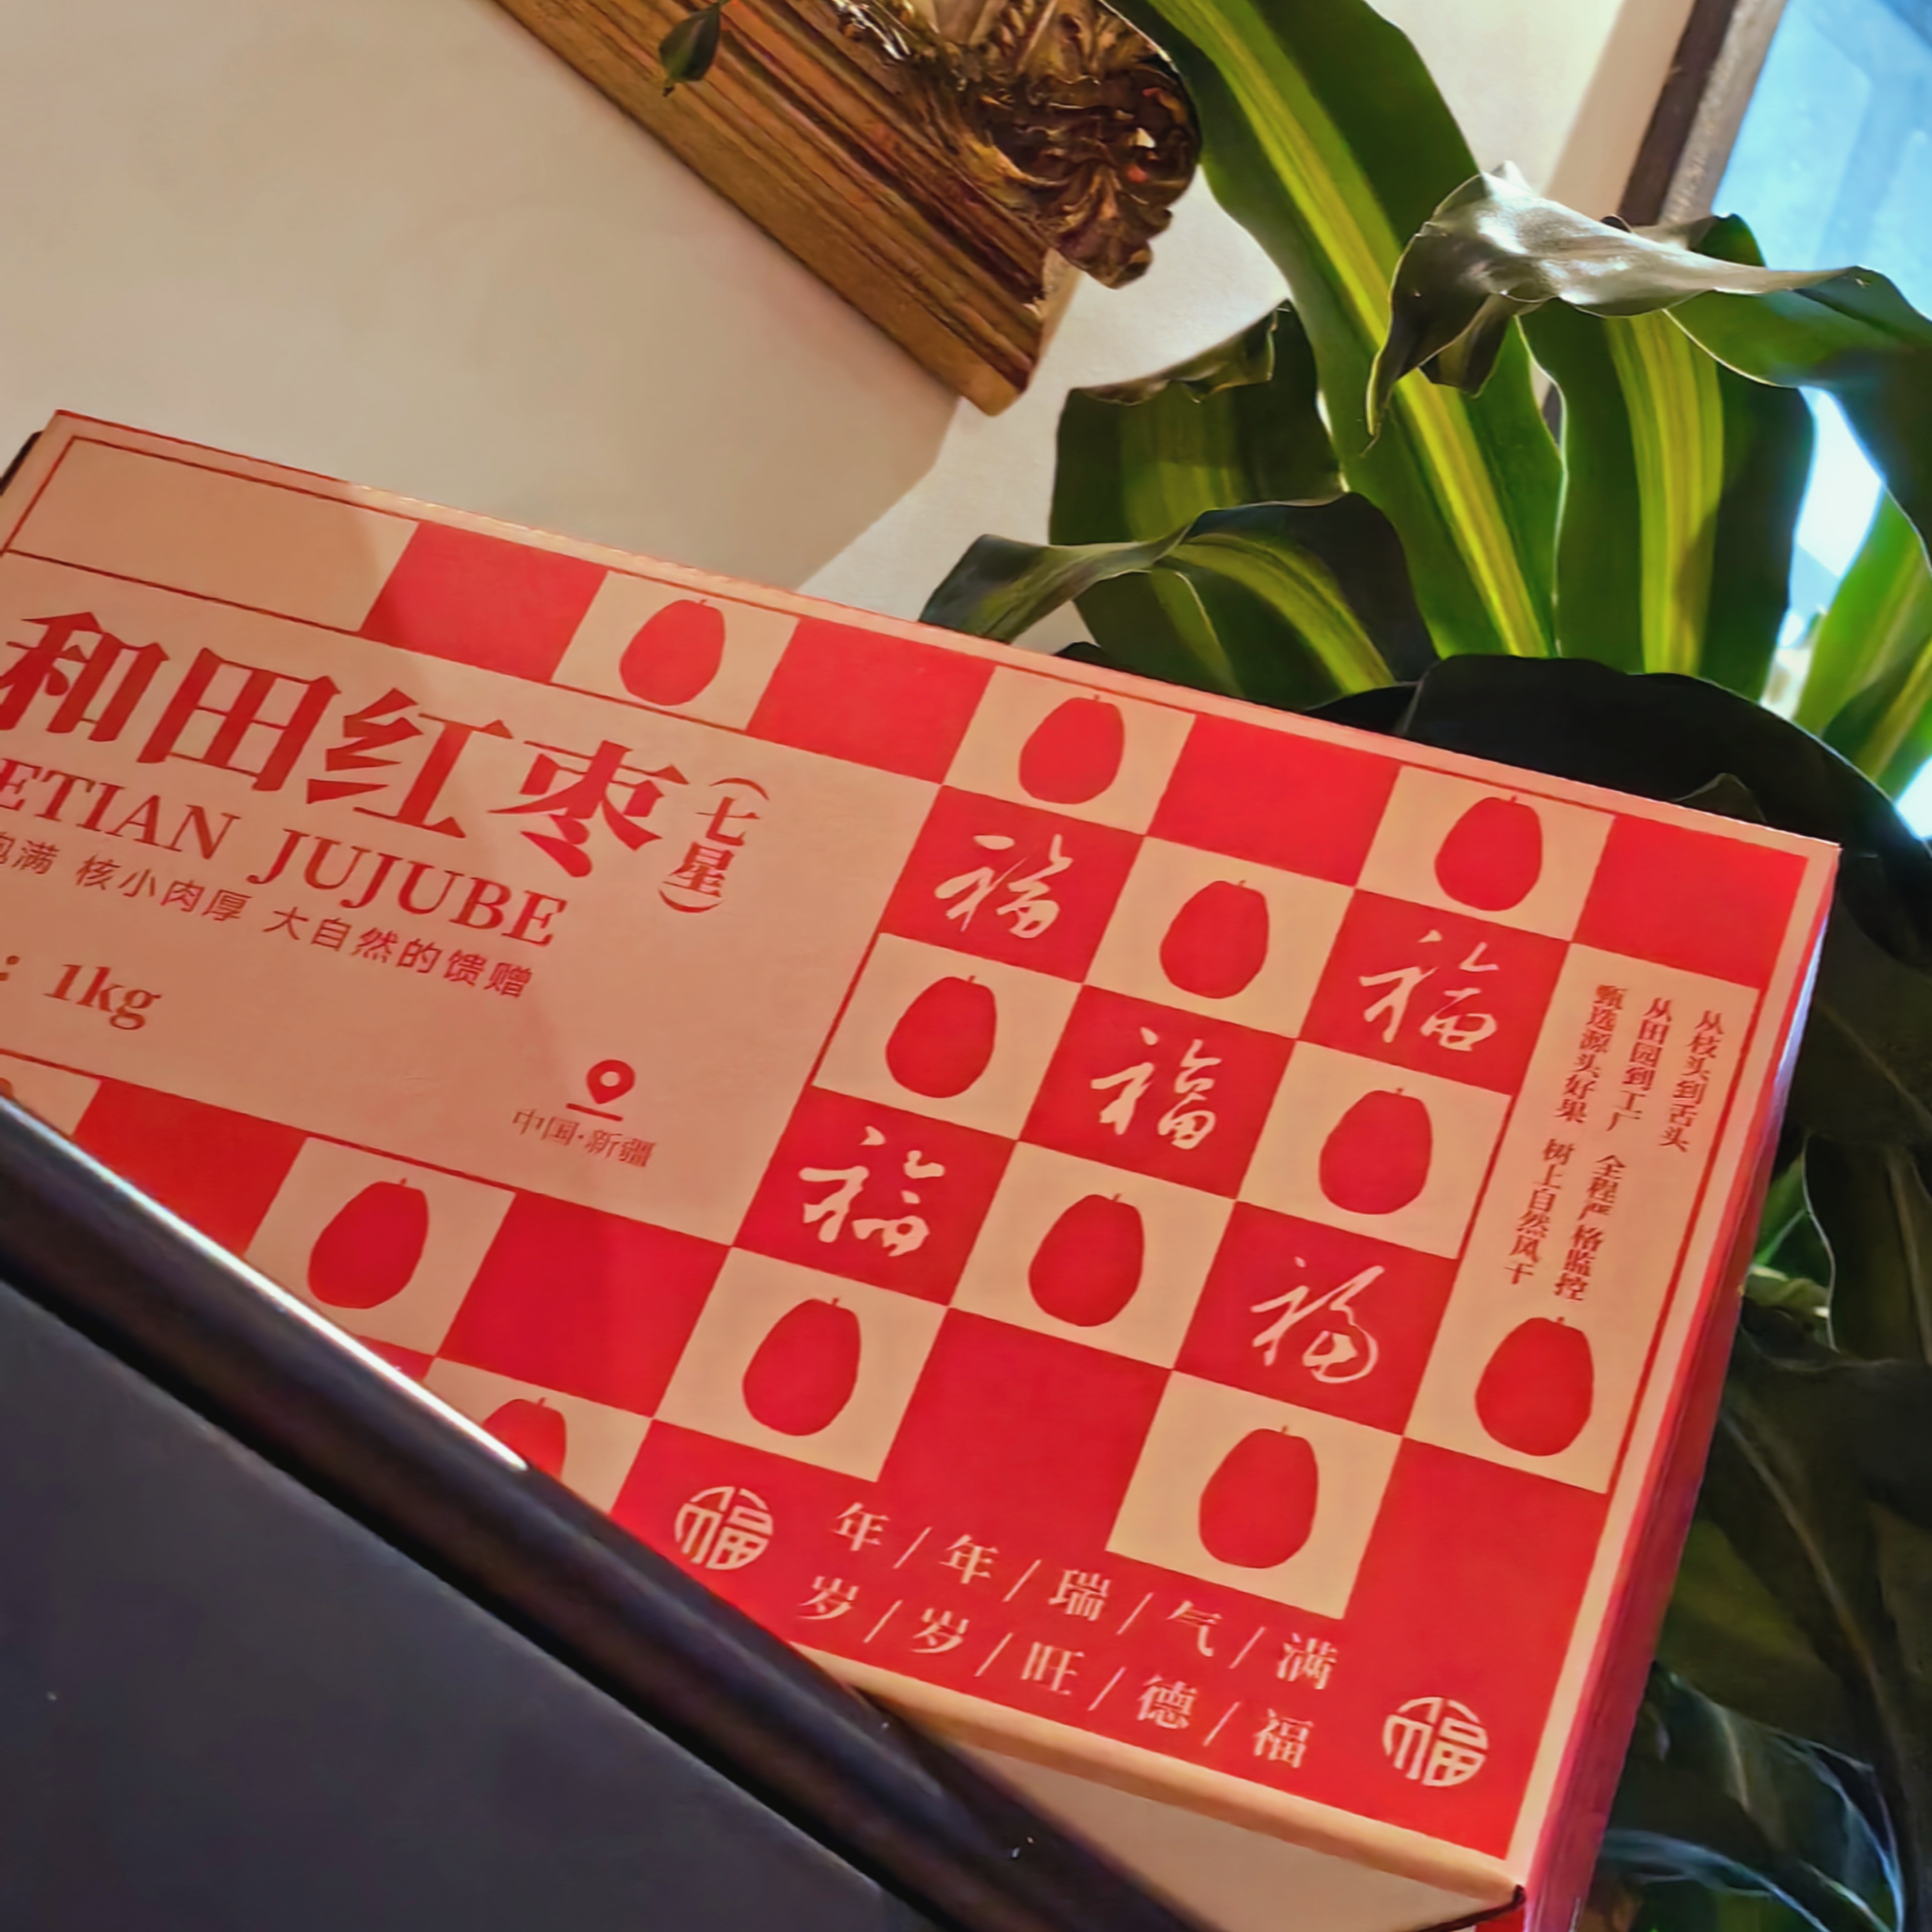 和田红枣
(七星)
ETIAN JUJUBE
满 核小肉厚 大自然的馈赠
: 1kg
中国·新疆
福
福
福
福
福
从枝头到舌头
从田园到工厂 全程严格监控
甄选源头好果 树上自然风干
福
年/年/瑞/气/满
岁/岁/旺/德/福
福